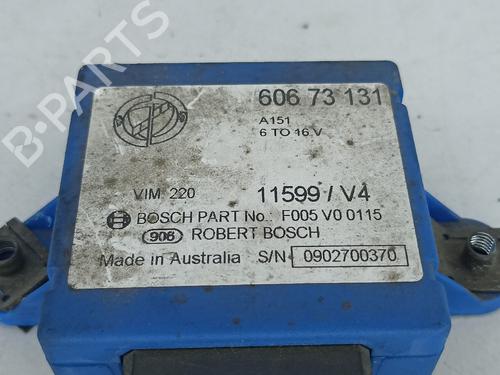 606 73 131
A151
6 TO 16.V
VIM 220
11599 / V4
BOSCH PART No.: F005 V0 0115
906 ROBERT BOSCH
Made in Australia S/N 0902700370
B-PARTS